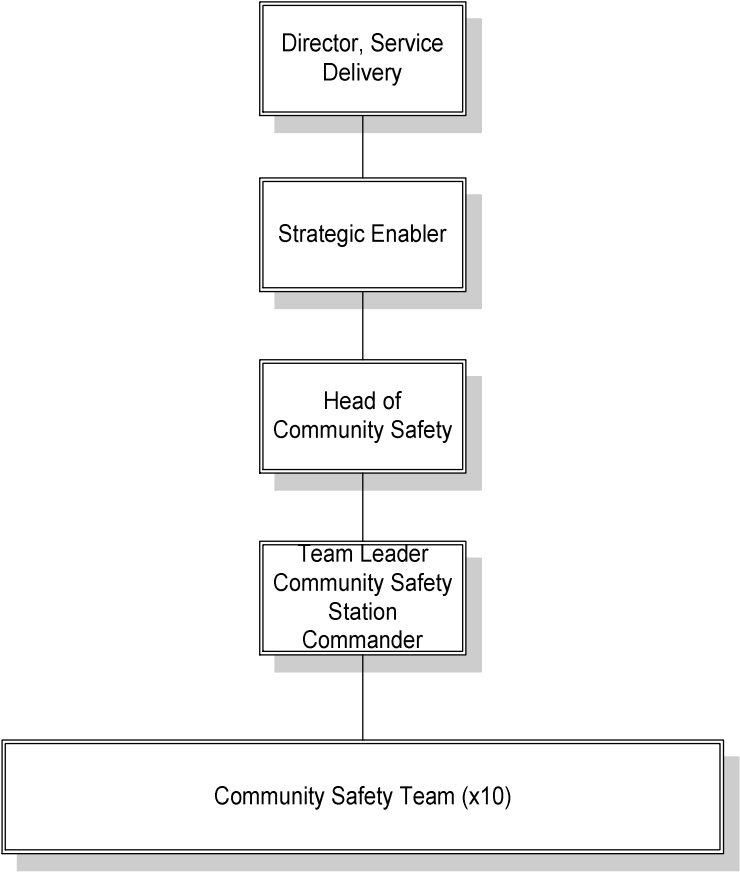 Director, Service
Delivery
Strategic Enabler
Head of
Community Safety
Team Leader
Community Safety
Station
Commander
Community Safety Team (x10)